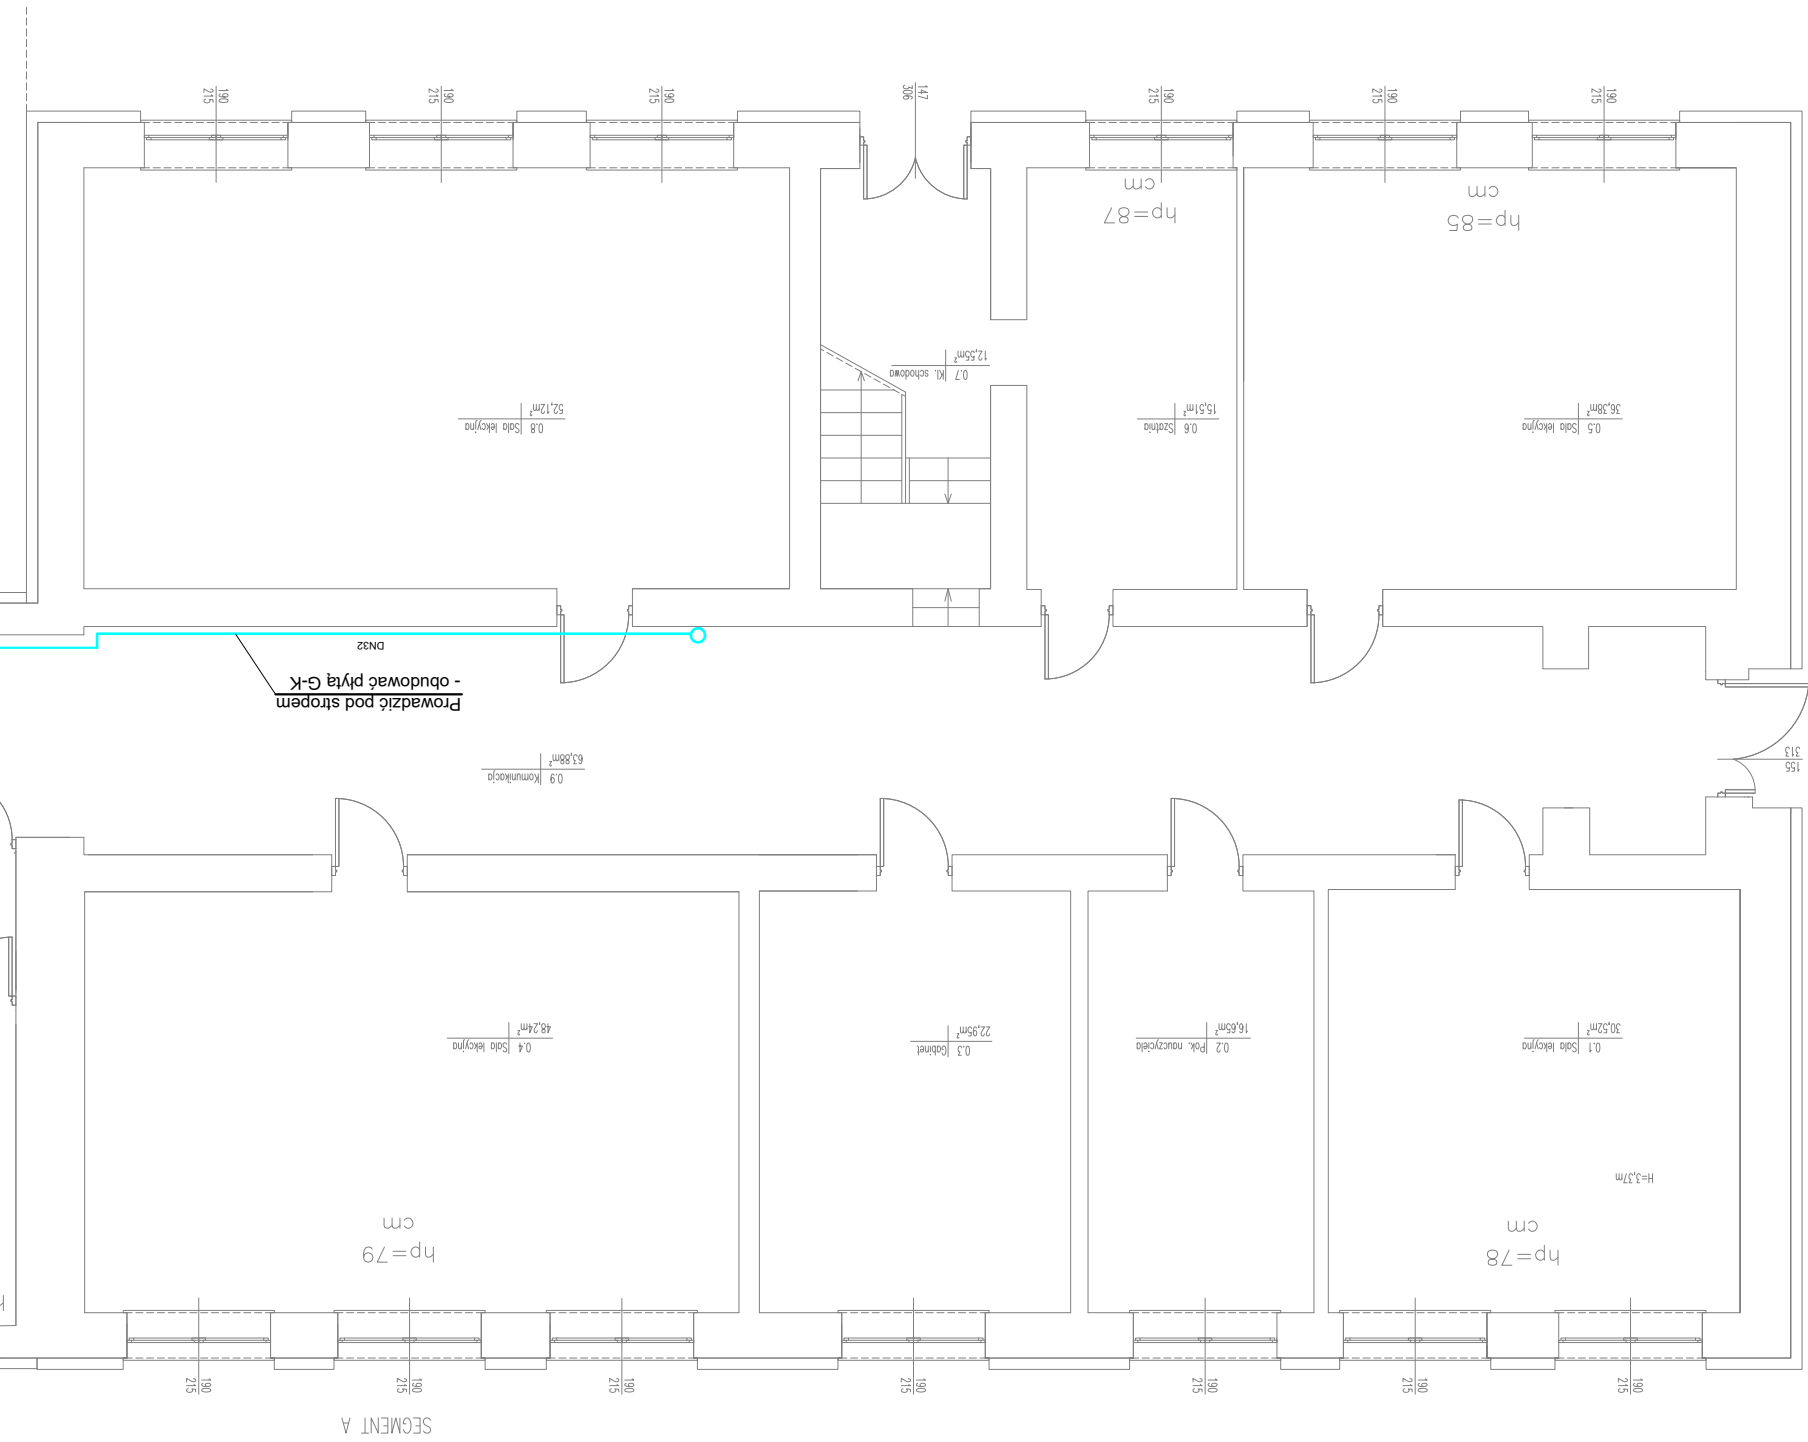 SEGMENT A
190
215
190
215
190
215
190
215
190
215
190
215
190
215
hp=78
cm
hp=79
cm
H=3,37m
0.1 Sala lekcyjna
30,52m²
0.2 Pok. nauczyciela
16,65m²
0.3 Gabinet
22,95m²
0.4 Sala lekcyjna
48,24m²
155
313
0.9 Komunikacja
63,88m²
Prowadzić pod stropem
- obudować płytą G-K
DN32
0.5 Sala lekcyjna
36,38m²
0.6 Szatnia
15,51m²
0.7 Kl. schodowa
12,55m²
0.8 Sala lekcyjna
52,12m²
hp=85
cm
hp=87
cm
190
215
190
215
190
215
147
306
190
215
190
215
190
215